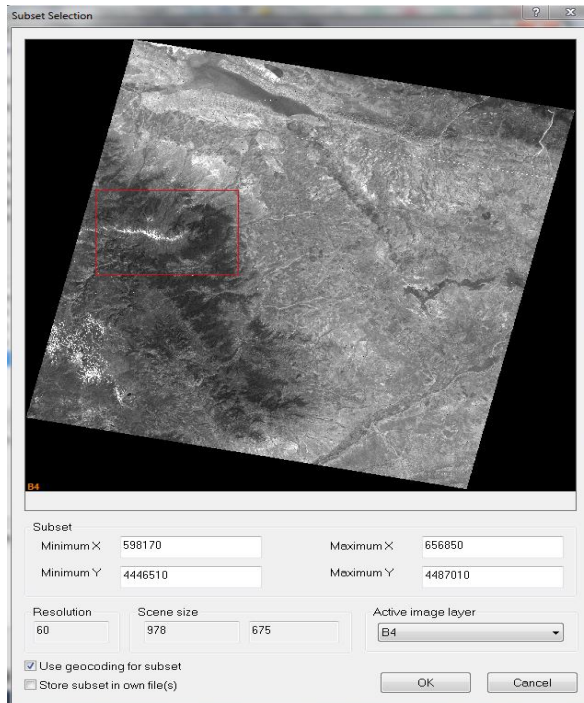 Subset Selection
B4
Subset
Minimum X 598170 Maximum X 656850
Minimum Y 4446510 Maximum Y 4487010
Resolution Scene size Active image layer
60 978 675 B4
Use geocoding for subset
Store subset in own file(s)
OK Cancel